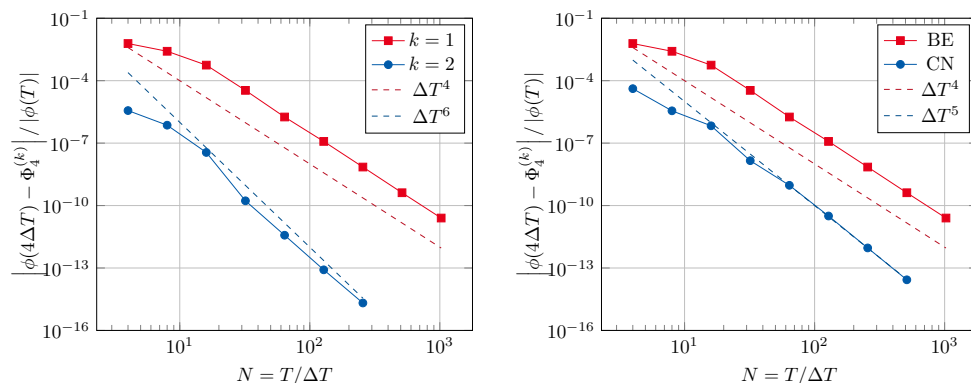 10^{-1}
10^{-4}
10^{-7}
10^{-10}
10^{-13}
10^{-16}
|ϕ(4ΔT) − Φ_4^{(k)}| / |ϕ(T)|
10^1
10^2
10^3
N = T/ΔT
k = 1
k = 2
ΔT^4
ΔT^6
10^{-1}
10^{-4}
10^{-7}
10^{-10}
10^{-13}
10^{-16}
|ϕ(4ΔT) − Φ_4^{(k)}| / |ϕ(T)|
10^1
10^2
10^3
N = T/ΔT
BE
CN
ΔT^4
ΔT^5